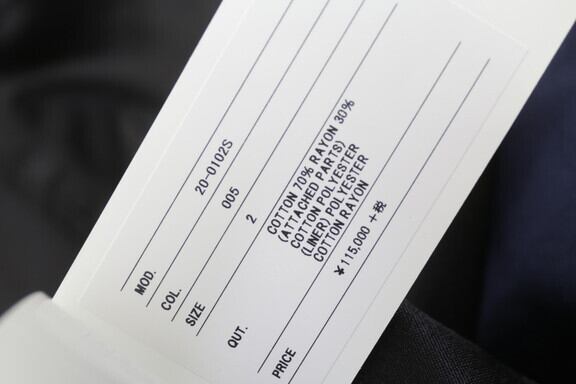 MOD. 20-0102S
COL. 005
SIZE 2
QUT. COTTON 70% RAYON 30%
(ATTACHED PARTS)
COTTON POLYESTER
(LINER) POLYESTER
COTTON RAYON
PRICE ¥115,000 +税